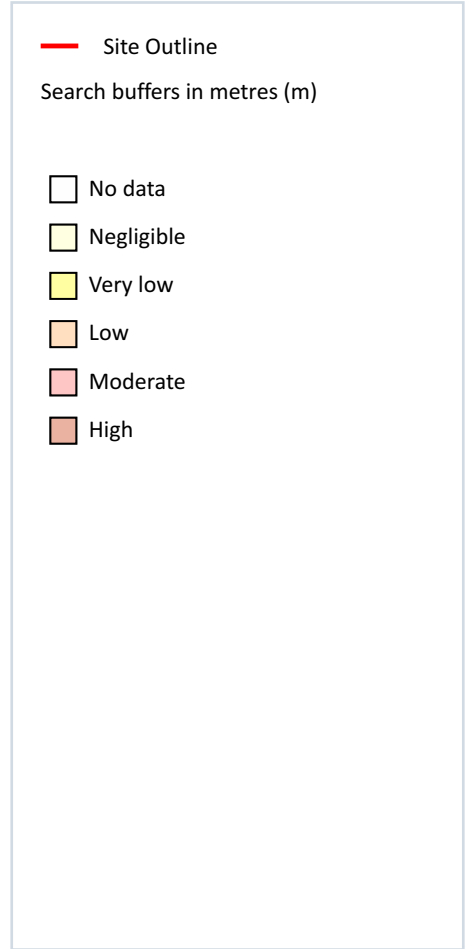 Site Outline
Search buffers in metres (m)
No data
Negligible
Very low
Low
Moderate
High